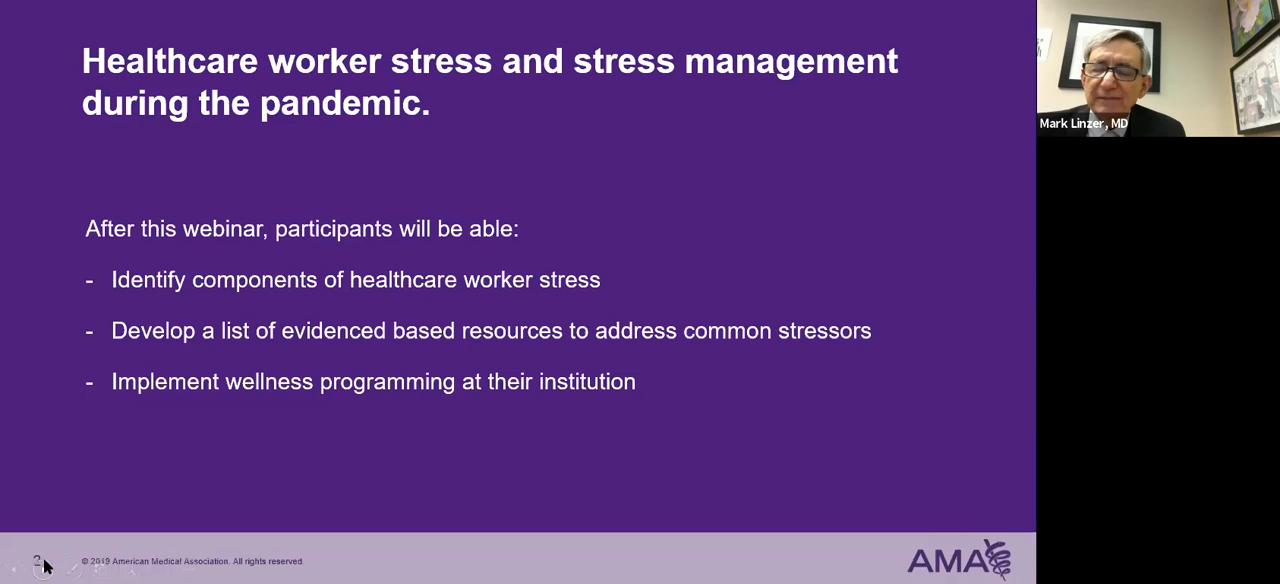 Healthcare worker stress and stress management
during the pandemic.
Mark Linzer, MD
After this webinar, participants will be able:
- Identify components of healthcare worker stress
- Develop a list of evidenced based resources to address common stressors
- Implement wellness programming at their institution
2
© 2019 American Medical Association. All rights reserved.
AMA